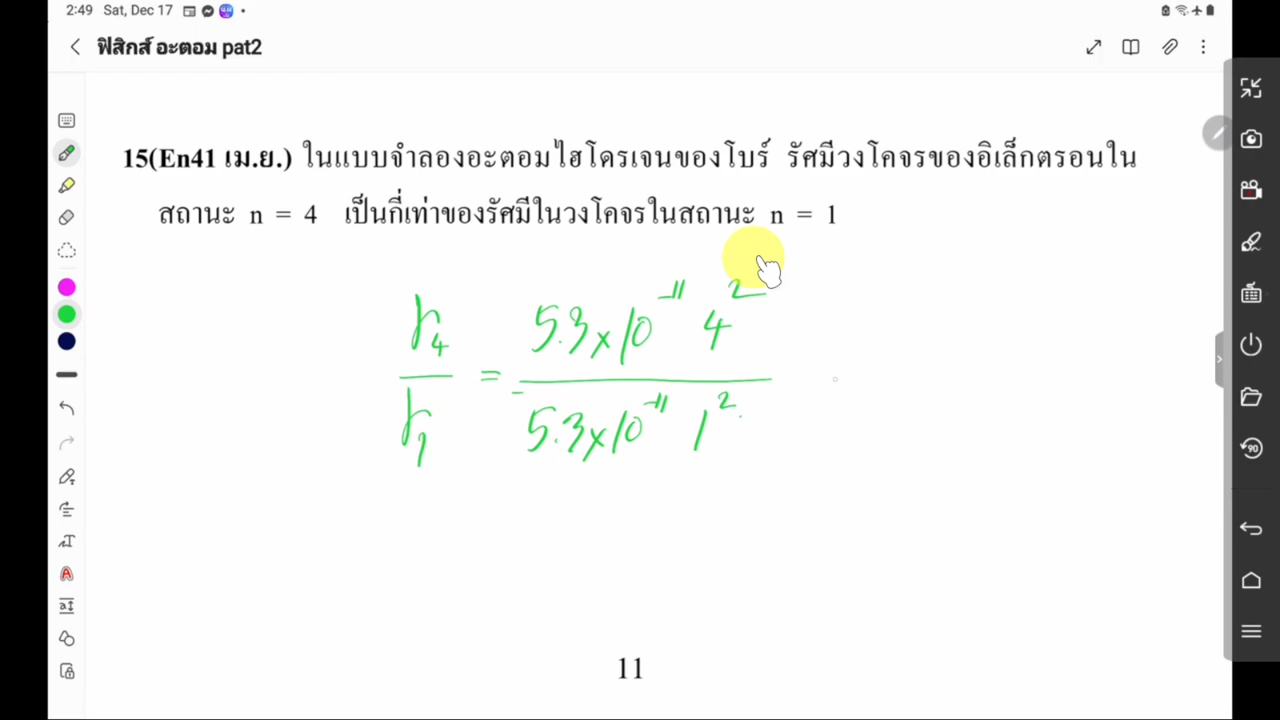 2:49 Sat, Dec 17
ฟิสิกส์ อะตอม pat2
15(En41 เม.ย.) ในแบบจำลองอะตอมไฮโดรเจนของโบร์ รัศมีวงโคจรของอิเล็กตรอนใน
สถานะ n = 4 เป็นกี่เท่าของรัศมีในวงโคจรในสถานะ n = 1
r₄ / r₁ = 5.3×10⁻¹¹ 4² / 5.3×10⁻¹¹ 1²
11